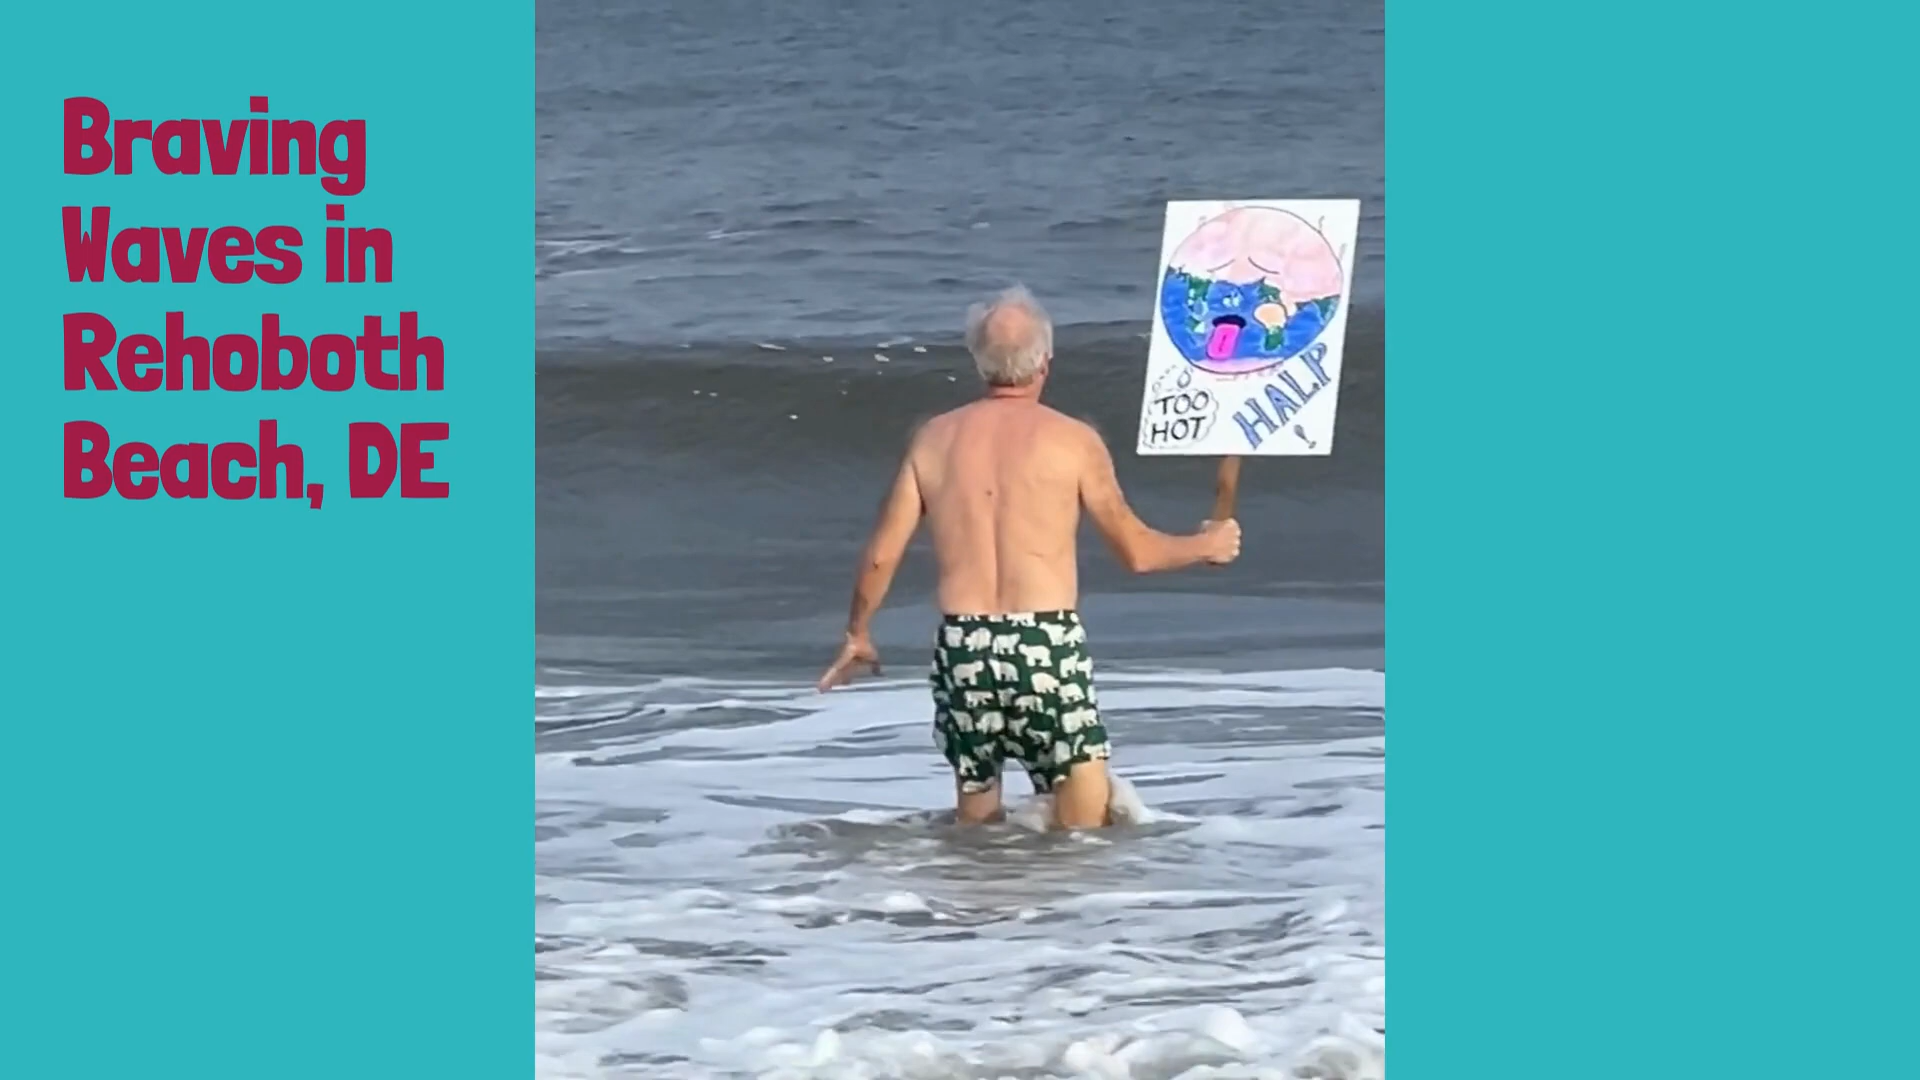 Braving
Waves in
Rehoboth
Beach, DE
TOO
HOT
HALP
!